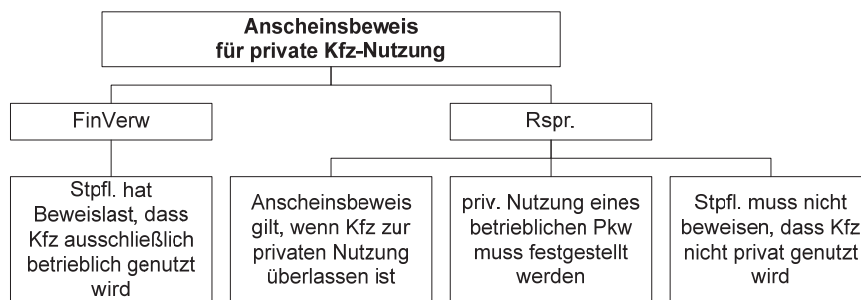 Anscheinsbeweis
für private Kfz-Nutzung
FinVerw
Rspr.
Stpfl. hat
Beweislast, dass
Kfz ausschließlich
betrieblich genutzt
wird
Anscheinsbeweis
gilt, wenn Kfz zur
privaten Nutzung
überlassen ist
priv. Nutzung eines
betrieblichen Pkw
muss festgestellt
werden
Stpfl. muss nicht
beweisen, dass Kfz
nicht privat genutzt
wird